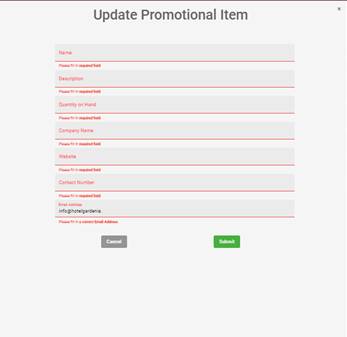 ×
Update Promotional Item
Name
Please fill in required field
Description
Please fill in required field
Quantity on Hand
Please fill in required field
Company Name
Please fill in required field
Website
Please fill in required field
Contact Number
Please fill in required field
Email Address
info@hotelgardenia.
Please fill in a correct Email Address
Cancel
Submit